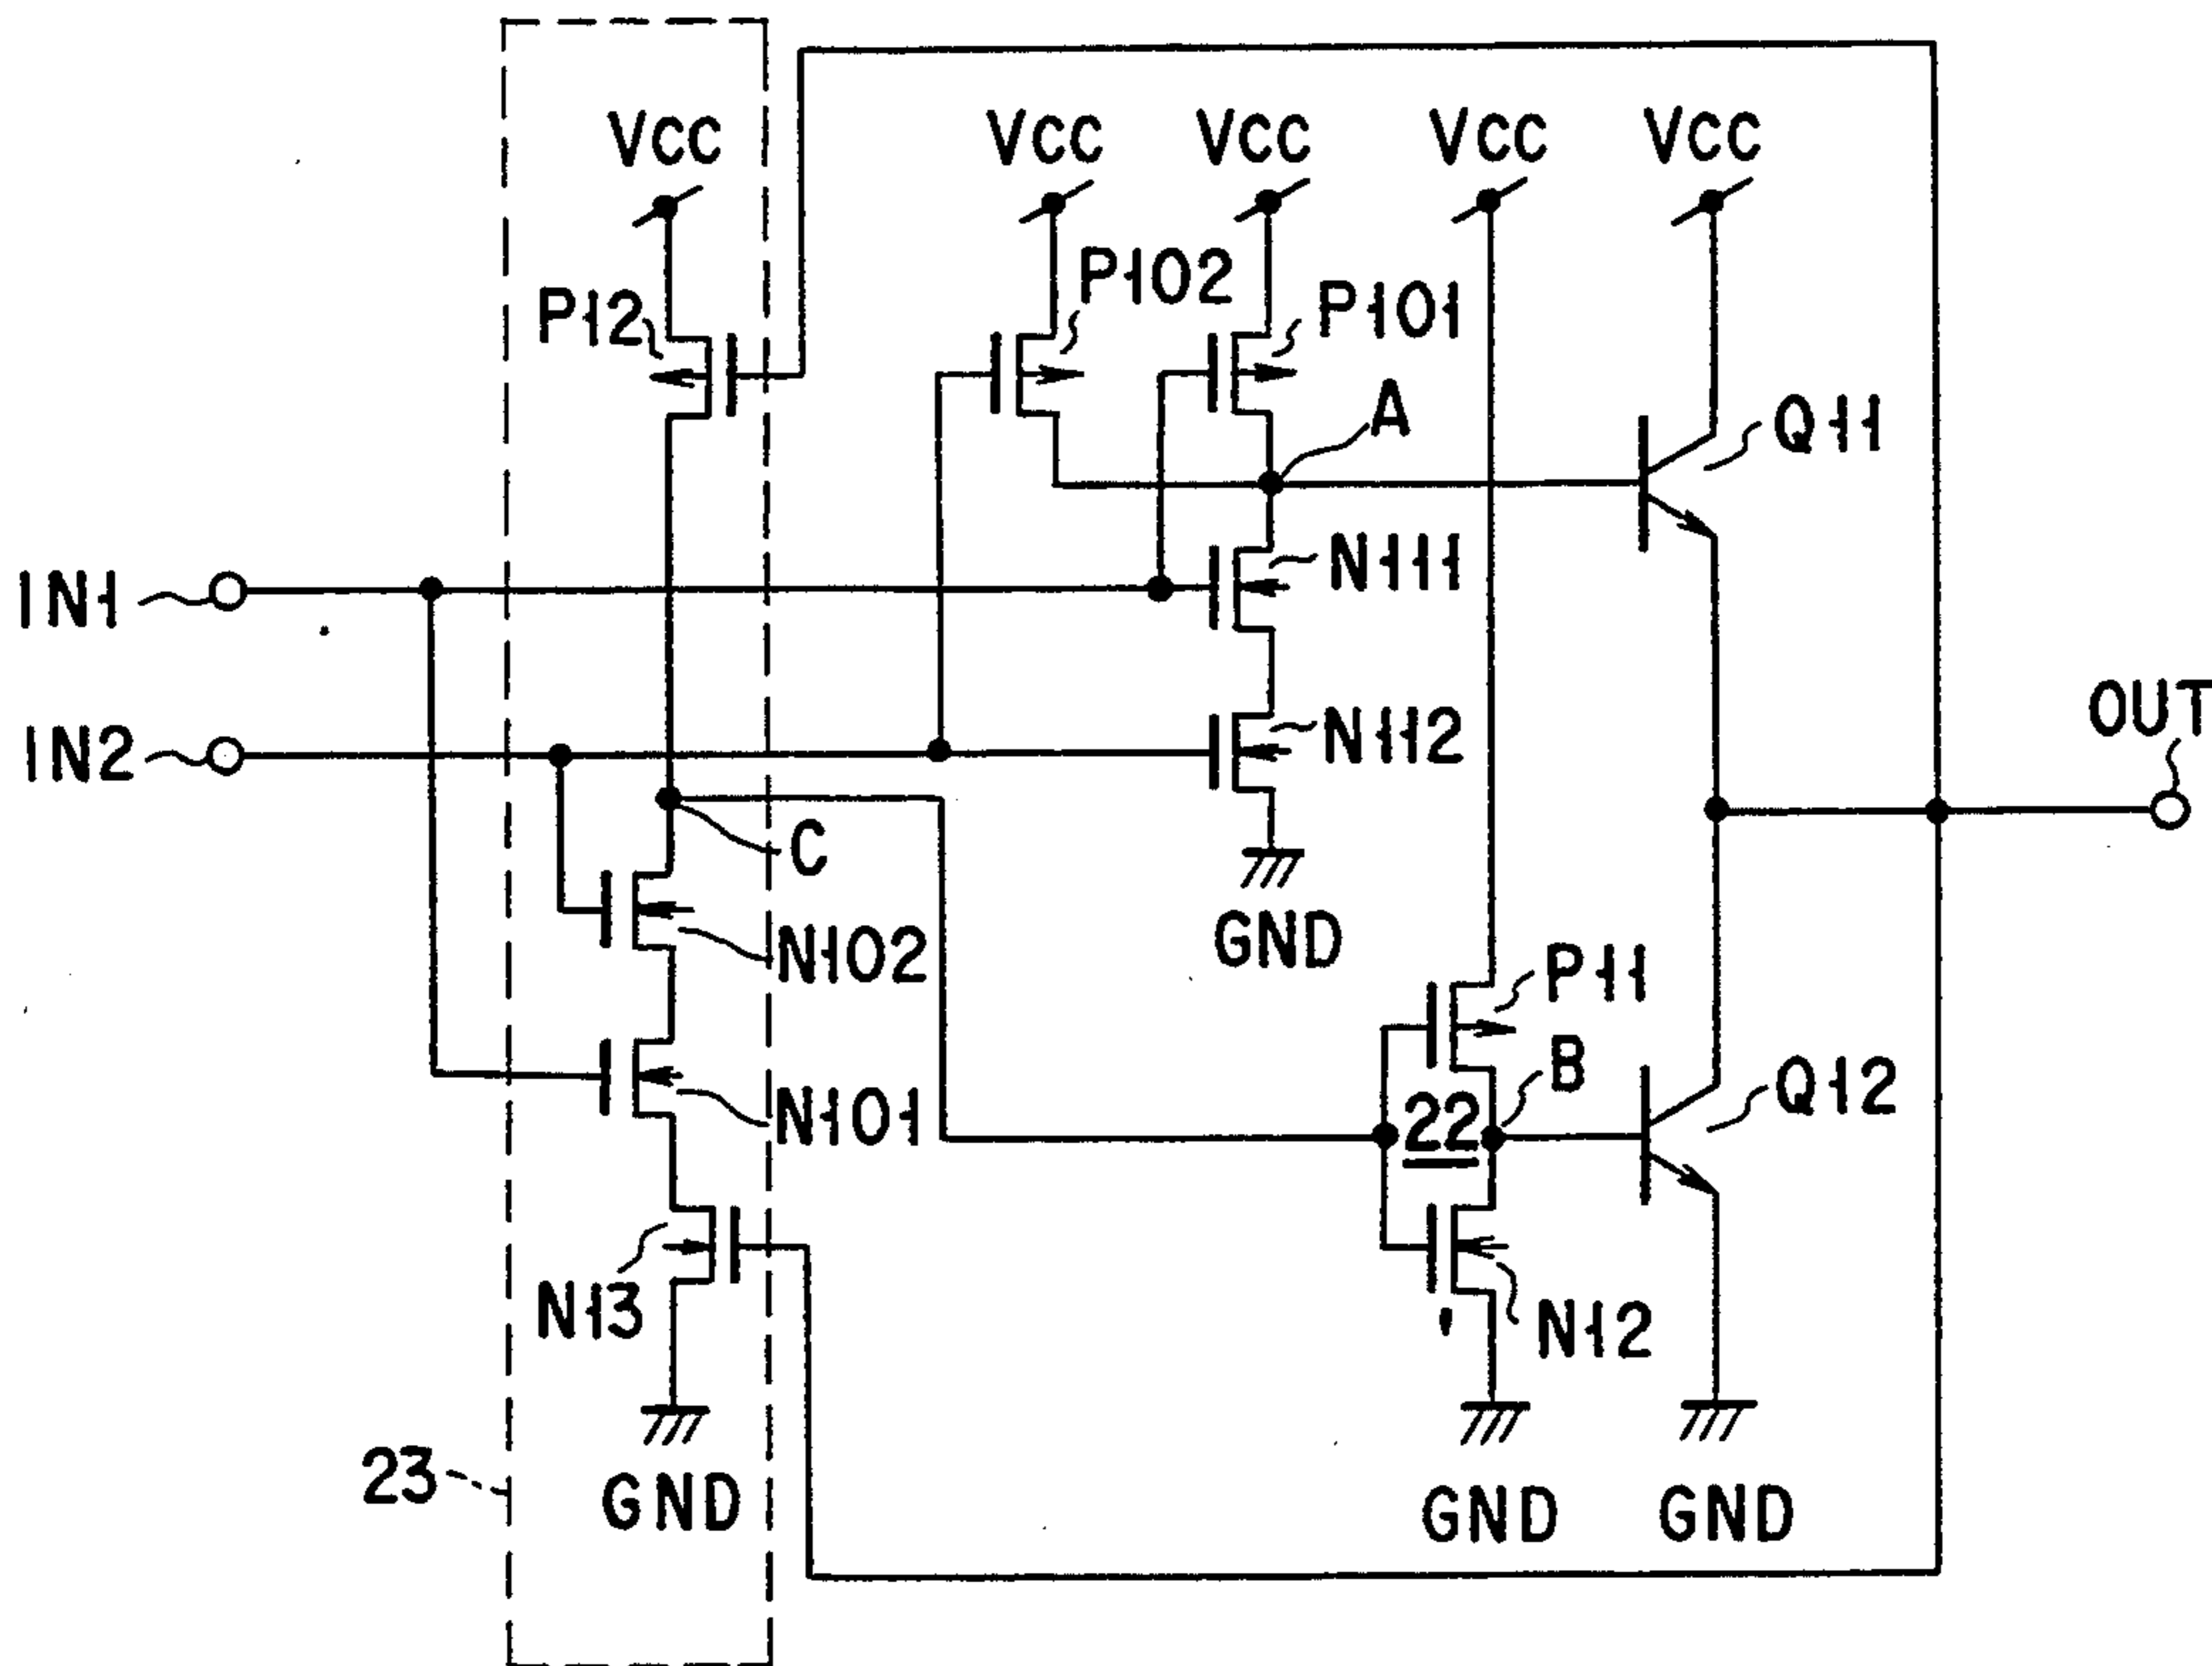 VCC
VCC
VCC
VCC
VCC
P12
P102
P101
A
Q11
IN1
N111
IN2
N112
OUT
C
GND
N102
P11
B
N101
22
Q12
N13
N12
23
GND
GND
GND